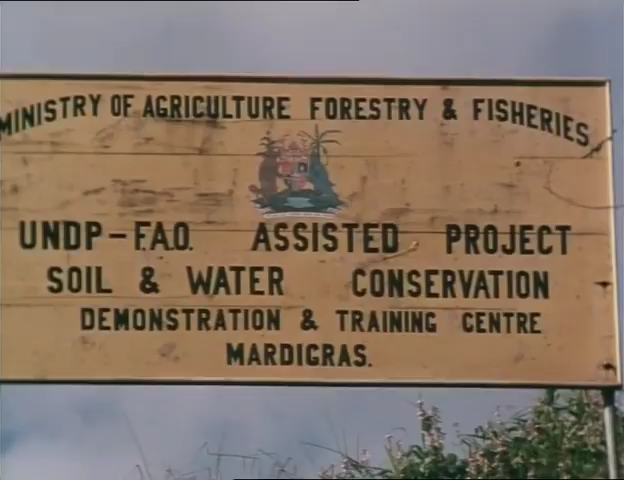 MINISTRY OF AGRICULTURE FORESTRY & FISHERIES
UNDP-F.A.O. ASSISTED PROJECT
SOIL & WATER CONSERVATION
DEMONSTRATION & TRAINING CENTRE
MARDIGRAS.